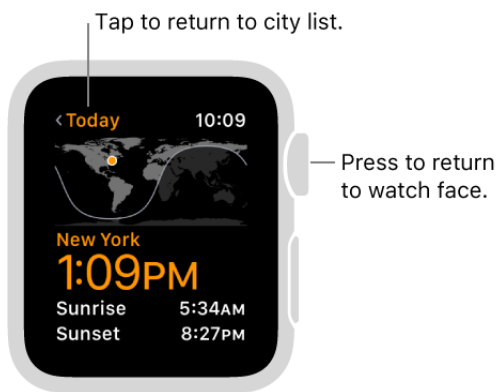 Tap to return to city list.
<Today 10:09
Press to return
to watch face.
New York
1:09PM
Sunrise 5:34AM
Sunset 8:27PM